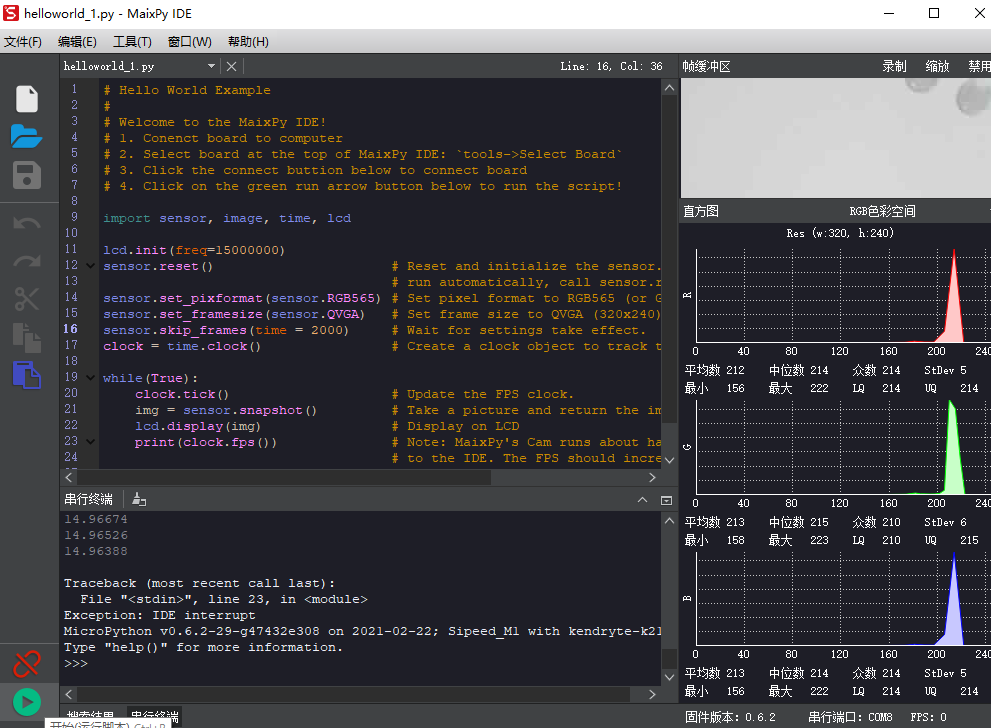 helloworld_1.py - MaixPy IDE
文件(F) 编辑(E) 工具(T) 窗口(W) 帮助(H)
helloworld_1.py
Line: 16, Col: 36
帧缓冲区 录制 缩放 禁用
1 # Hello World Example
2 #
3 # Welcome to the MaixPy IDE!
4 # 1. Conenct board to computer
5 # 2. Select board at the top of MaixPy IDE: `tools->Select Board`
6 # 3. Click the connect buttion below to connect board
7 # 4. Click on the green run arrow button below to run the script!
8
9 import sensor, image, time, lcd
10
11 lcd.init(freq=15000000)
12 sensor.reset() # Reset and initialize the sensor.
13 # run automatically, call sensor.r
14 sensor.set_pixformat(sensor.RGB565) # Set pixel format to RGB565 (or G
15 sensor.set_framesize(sensor.QVGA) # Set frame size to QVGA (320x240)
16 sensor.skip_frames(time = 2000) # Wait for settings take effect.
17 clock = time.clock() # Create a clock object to track t
18
19 while(True):
20 clock.tick() # Update the FPS clock.
21 img = sensor.snapshot() # Take a picture and return the im
22 lcd.display(img) # Display on LCD
23 print(clock.fps()) # Note: MaixPy's Cam runs about ha
24 # to the IDE. The FPS should incre
串行终端
14.96674
14.96526
14.96388
Traceback (most recent call last):
File "<stdin>", line 23, in <module>
Exception: IDE interrupt
MicroPython v0.6.2-29-g47432e308 on 2021-02-22; Sipeed_M1 with kendryte-k21
Type "help()" for more information.
>>>
搜索结果 串行终端
开始(运行脚本) Ctrl+R
直方图 RGB色彩空间
Res (w:320, h:240)
R
0 40 80 120 160 200 240
平均数 212 中位数 214 众数 214 StDev 5
最小 156 最大 222 LQ 214 UQ 214
G
0 40 80 120 160 200 240
平均数 213 中位数 215 众数 210 StDev 6
最小 158 最大 223 LQ 210 UQ 215
B
0 40 80 120 160 200 240
平均数 213 中位数 214 众数 214 StDev 5
最小 156 最大 222 LQ 214 UQ 214
固件版本: 0.6.2 串行端口: COM8 FPS: 0